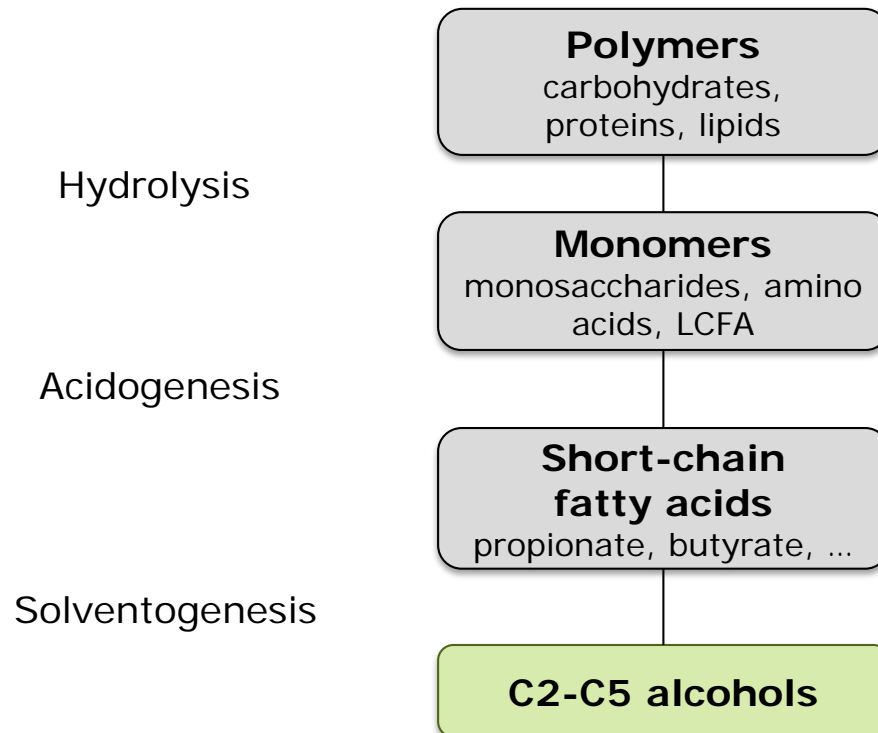 Polymers
carbohydrates,
proteins, lipids
Hydrolysis
Monomers
monosaccharides, amino
acids, LCFA
Acidogenesis
Short-chain
fatty acids
propionate, butyrate, ...
Solventogenesis
C2-C5 alcohols